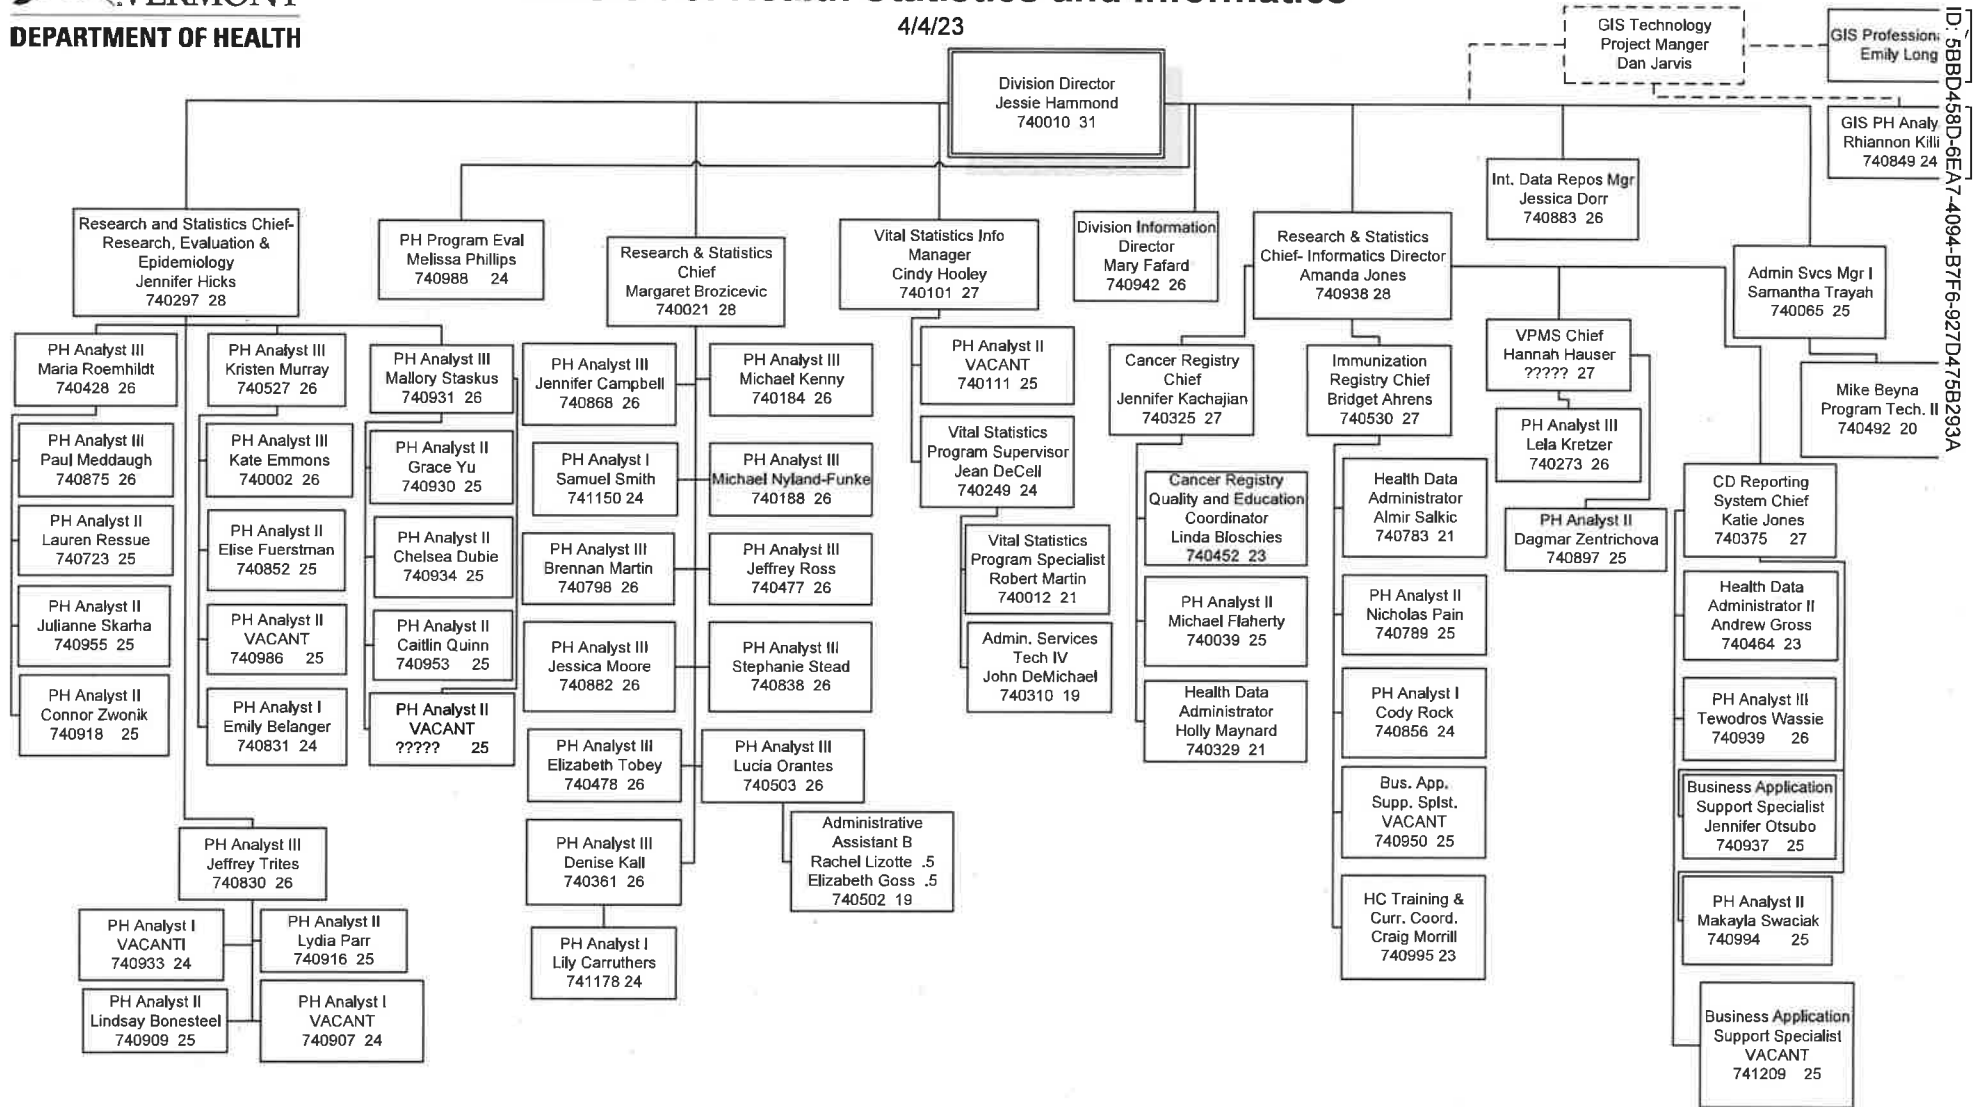 VERMONT
DEPARTMENT OF HEALTH
4/4/23
GIS Technology
Project Manger
Dan Jarvis
GIS
Emily Long
GIS PH
Rhiannon
740849 24
ID: 5BBD458D-6EA7-4094-B7F6-927D475B293A
Division Director
Jessie Hammond
740010 31
Research and Statistics Chief-
Research, Evaluation &
Epidemiology
Jennifer Hicks
740297 28
PH Program Eval
Melissa Phillips
740988 24
Research & Statistics
Chief
Margaret Brozicevic
740021 28
Vital Statistics Info
Manager
Cindy Hooley
740101 27
Division Information
Director
Mary Fafard
740942 26
Research & Statistics
Chief- Informatics Director
Amanda Jones
740938 28
Int. Data Repos Mgr
Jessica Dorr
740883 26
Admin Svcs Mgr I
Samantha Trayah
740065 25
Mike Beyna
Program Tech. II
740492 20
PH Analyst III
Maria Roemhildt
740428 26
PH Analyst III
Paul Meddaugh
740875 26
PH Analyst II
Lauren Ressue
740723 25
PH Analyst II
Julianne Skarha
740955 25
PH Analyst II
Connor Zwonik
740918 25
PH Analyst III
Kristen Murray
740527 26
PH Analyst III
Kate Emmons
740002 26
PH Analyst II
Elise Fuerstman
740852 25
PH Analyst II
VACANT
740986 25
PH Analyst I
Emily Belanger
740831 24
PH Analyst III
Mallory Staskus
740931 26
PH Analyst II
Grace Yu
740930 25
PH Analyst II
Chelsea Dubie
740934 25
PH Analyst II
Caitlin Quinn
740953 25
PH Analyst II
VACANT
????? 25
PH Analyst III
Jeffrey Trites
740830 26
PH Analyst I
VACANTI
740933 24
PH Analyst II
Lydia Parr
740916 25
PH Analyst II
Lindsay Bonesteel
740909 25
PH Analyst I
VACANT
740907 24
PH Analyst III
Jennifer Campbell
740868 26
PH Analyst III
Michael Kenny
740184 26
PH Analyst I
Samuel Smith
741150 24
PH Analyst III
Michael Nyland-Funke
740188 26
PH Analyst III
Brennan Martin
740798 26
PH Analyst III
Jeffrey Ross
740477 26
PH Analyst III
Jessica Moore
740882 26
PH Analyst III
Stephanie Stead
740838 26
PH Analyst III
Elizabeth Tobey
740478 26
PH Analyst III
Lucía Orantes
740503 26
PH Analyst III
Denise Kall
740361 26
Administrative
Assistant B
Rachel Lizotte .5
Elizabeth Goss .5
740502 19
PH Analyst I
Lily Carruthers
741178 24
PH Analyst II
VACANT
740111 25
Vital Statistics
Program Supervisor
Jean DeCell
740249 24
Vital Statistics
Program Specialist
Robert Martin
740012 21
Admin. Services
Tech IV
John DeMichael
740310 19
Cancer Registry
Chief
Jennifer Kachajian
740325 27
Cancer Registry
Quality and Education
Coordinator
Linda Bloschies
740452 23
PH Analyst II
Michael Flaherty
740039 25
Health Data
Administrator
Holly Maynard
740329 21
Immunization
Registry Chief
Bridget Ahrens
740530 27
Health Data
Administrator
Almir Salkic
740783 21
PH Analyst II
Nicholas Pain
740789 25
PH Analyst I
Cody Rock
740856 24
Bus. App.
Supp. Splst.
VACANT
740950 25
HC Training &
Curr. Coord.
Craig Morrill
740995 23
VPMS Chief
Hannah Hauser
????? 27
PH Analyst III
Lela Kretzer
740273 26
PH Analyst II
Dagmar Zentrichova
740897 25
CD Reporting
System Chief
Katie Jones
740375 27
Health Data
Administrator II
Andrew Gross
740464 23
PH Analyst III
Tewodros Wassie
740939 26
Business Application
Support Specialist
Jennifer Otsubo
740937 25
PH Analyst II
Makayla Swaciak
740994 25
Business Application
Support Specialist
VACANT
741209 25